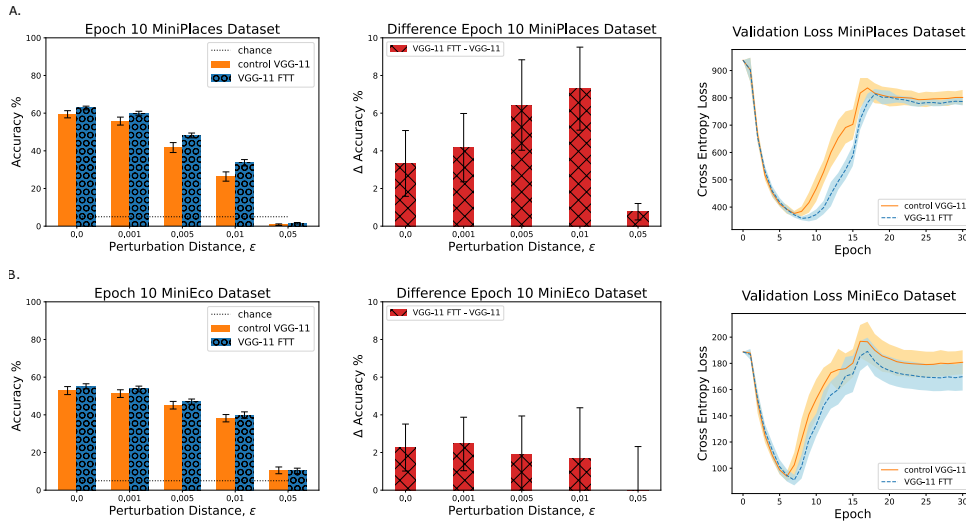 A.
Epoch 10 MiniPlaces Dataset
100
80
60
40
20
0
Accuracy %
chance
control VGG-11
VGG-11 FTT
0,0
0,001
0,005
0,01
0,05
Perturbation Distance, ε
Difference Epoch 10 MiniPlaces Dataset
10
8
6
4
2
0
Δ Accuracy %
VGG-11 FTT - VGG-11
0,0
0,001
0,005
0,01
0,05
Perturbation Distance, ε
Validation Loss MiniPlaces Dataset
900
800
700
600
500
400
Cross Entropy Loss
control VGG-11
VGG-11 FTT
0
5
10
15
20
25
30
Epoch
B.
Epoch 10 MiniEco Dataset
100
80
60
40
20
0
Accuracy %
chance
control VGG-11
VGG-11 FTT
0,0
0,001
0,005
0,01
0,05
Perturbation Distance, ε
Difference Epoch 10 MiniEco Dataset
10
8
6
4
2
0
Δ Accuracy %
VGG-11 FTT - VGG-11
0,0
0,001
0,005
0,01
0,05
Perturbation Distance, ε
Validation Loss MiniEco Dataset
200
180
160
140
120
100
Cross Entropy Loss
control VGG-11
VGG-11 FTT
0
5
10
15
20
25
30
Epoch